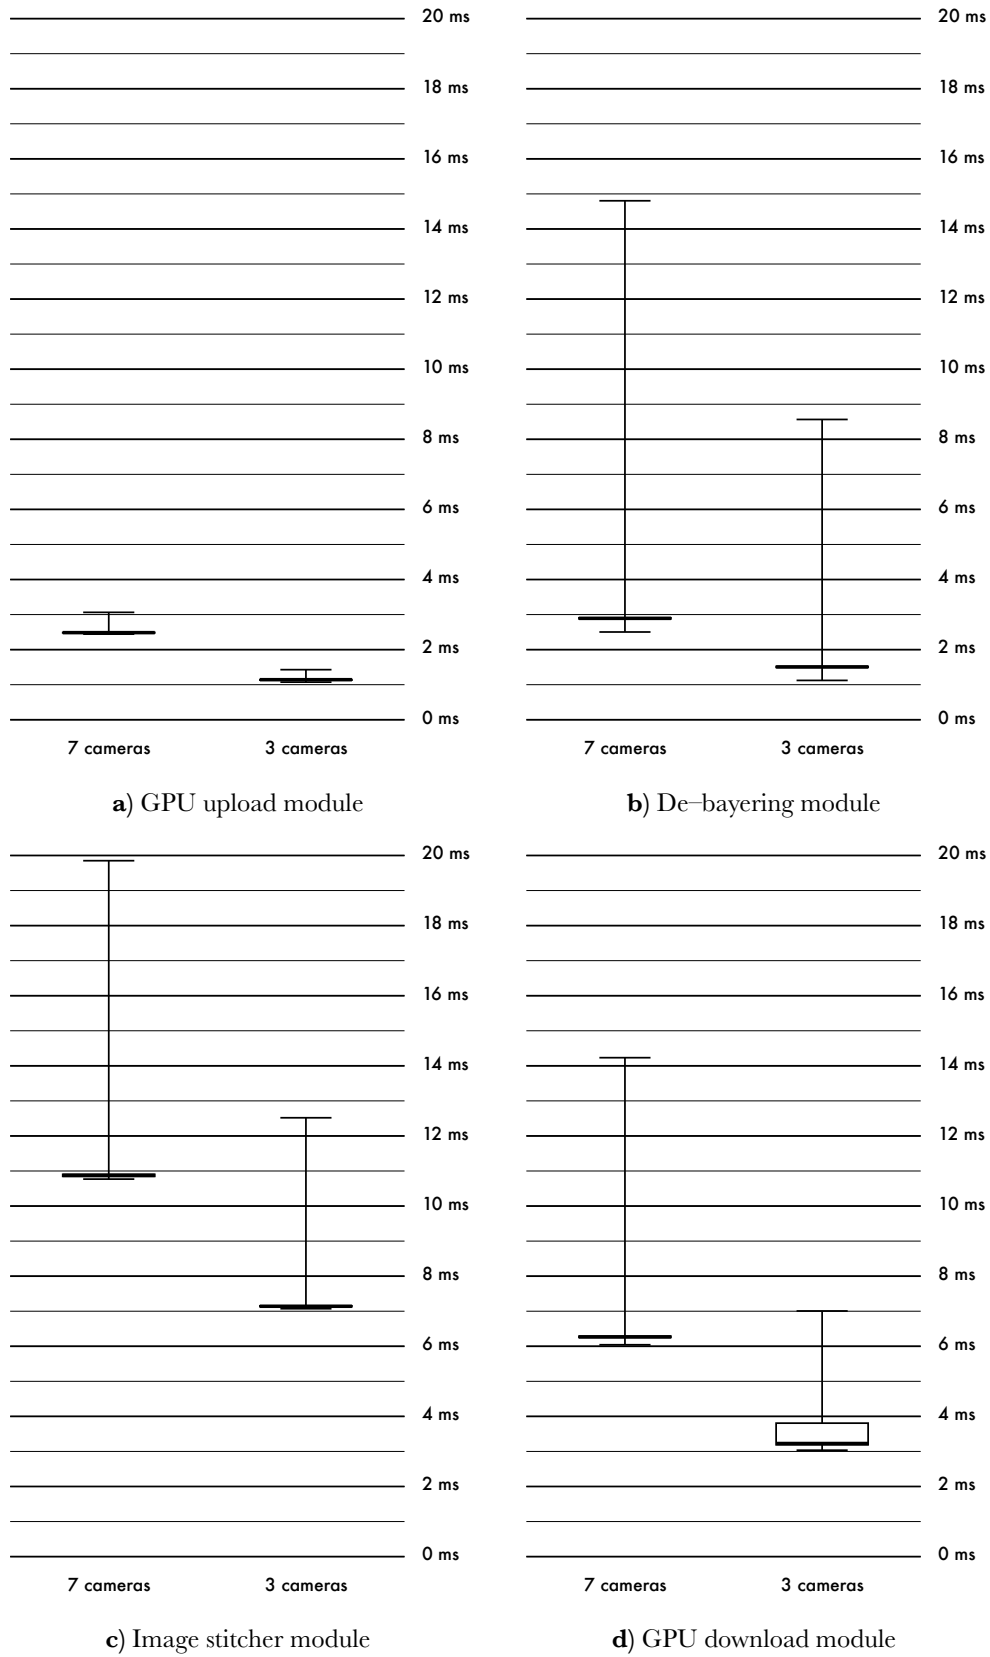 20 ms
18 ms
16 ms
14 ms
12 ms
10 ms
8 ms
6 ms
4 ms
2 ms
0 ms
7 cameras 3 cameras
a) GPU upload module
20 ms
18 ms
16 ms
14 ms
12 ms
10 ms
8 ms
6 ms
4 ms
2 ms
0 ms
7 cameras 3 cameras
b) De–bayering module
20 ms
18 ms
16 ms
14 ms
12 ms
10 ms
8 ms
6 ms
4 ms
2 ms
0 ms
7 cameras 3 cameras
c) Image stitcher module
20 ms
18 ms
16 ms
14 ms
12 ms
10 ms
8 ms
6 ms
4 ms
2 ms
0 ms
7 cameras 3 cameras
d) GPU download module